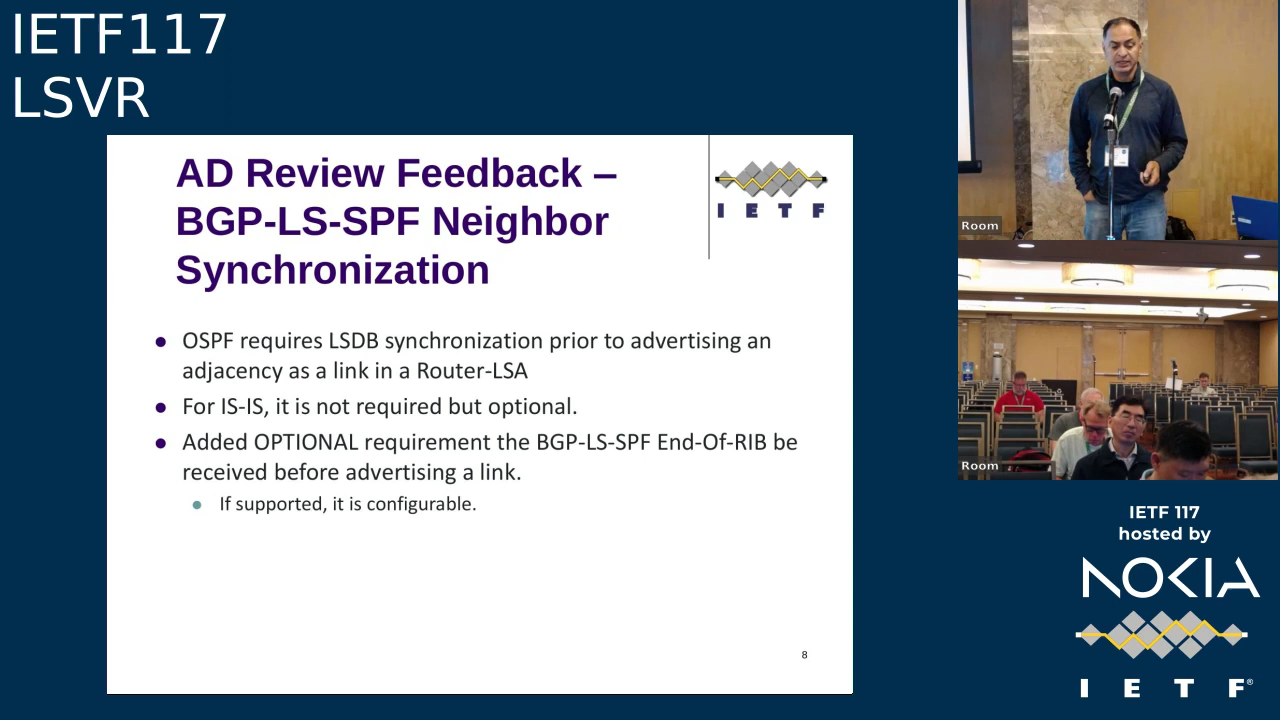 IETF117
LSVR
AD Review Feedback –
BGP-LS-SPF Neighbor
Synchronization
I E T F
● OSPF requires LSDB synchronization prior to advertising an
adjacency as a link in a Router-LSA
● For IS-IS, it is not required but optional.
● Added OPTIONAL requirement the BGP-LS-SPF End-Of-RIB be
received before advertising a link.
● If supported, it is configurable.
8
Room
Room
IETF 117
hosted by
NOKIA
I E T F®